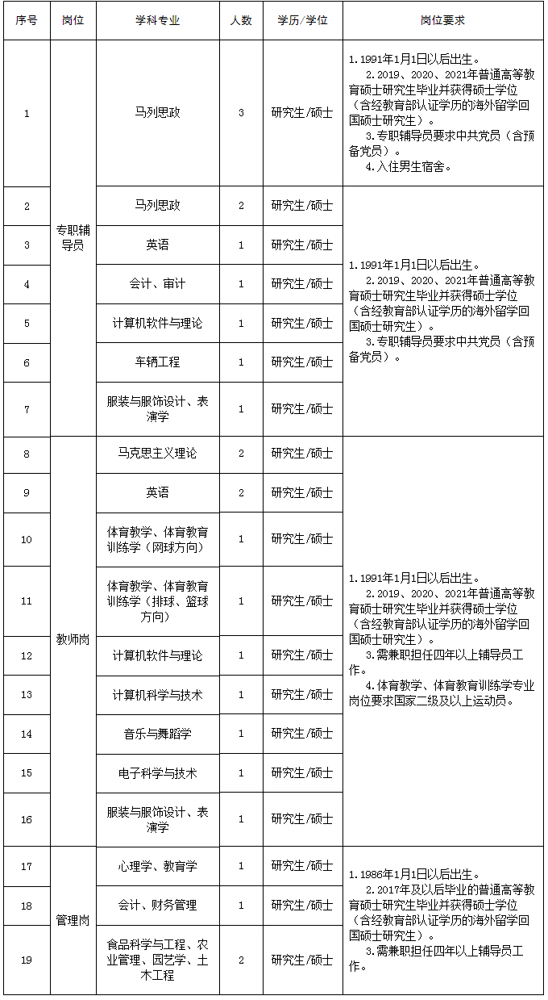 序号 岗位 学科专业 人数 学历/学位 岗位要求
1 马列思政 3 研究生/硕士
1.1991年1月1日以后出生。
2.2019、2020、2021年普通高等教
育硕士研究生毕业并获得硕士学位
（含经教育部认证学历的海外留学回
国硕士研究生）。
3.专职辅导员要求中共党员（含预
备党员）。
4.入住男生宿舍。
专职辅
导员
2 马列思政 2 研究生/硕士
3 英语 1 研究生/硕士
4 会计、审计 1 研究生/硕士
5 计算机软件与理论 1 研究生/硕士
6 车辆工程 1 研究生/硕士
7 服装与服饰设计、表
演学 1 研究生/硕士
1.1991年1月1日以后出生。
2.2019、2020、2021年普通高等教
育硕士研究生毕业并获得硕士学位
（含经教育部认证学历的海外留学回
国硕士研究生）。
3.专职辅导员要求中共党员（含预
备党员）。
教师岗
8 马克思主义理论 2 研究生/硕士
9 英语 2 研究生/硕士
10 体育教学、体育教育
训练学（网球方向） 1 研究生/硕士
11 体育教学、体育教育
训练学（排球、篮球
方向） 1 研究生/硕士
12 计算机软件与理论 1 研究生/硕士
13 计算机科学与技术 1 研究生/硕士
14 音乐与舞蹈学 1 研究生/硕士
15 电子科学与技术 1 研究生/硕士
16 服装与服饰设计、表
演学 1 研究生/硕士
1.1991年1月1日以后出生。
2.2019、2020、2021年普通高等教
育硕士研究生毕业并获得硕士学位
（含经教育部认证学历的海外留学回
国硕士研究生）。
3.需兼职担任四年以上辅导员工
作。
4.体育教学、体育教育训练学专业
岗位要求国家二级及以上运动员。
管理岗
17 心理学、教育学 1 研究生/硕士
18 会计、财务管理 1 研究生/硕士
19 食品科学与工程、农
业管理、园艺学、土
木工程 2 研究生/硕士
1.1986年1月1日以后出生。
2.2017年及以后毕业的普通高等教
育硕士研究生毕业并获得硕士学位
（含经教育部认证学历的海外留学回
国硕士研究生）。
3.需兼职担任四年以上辅导员工
作。